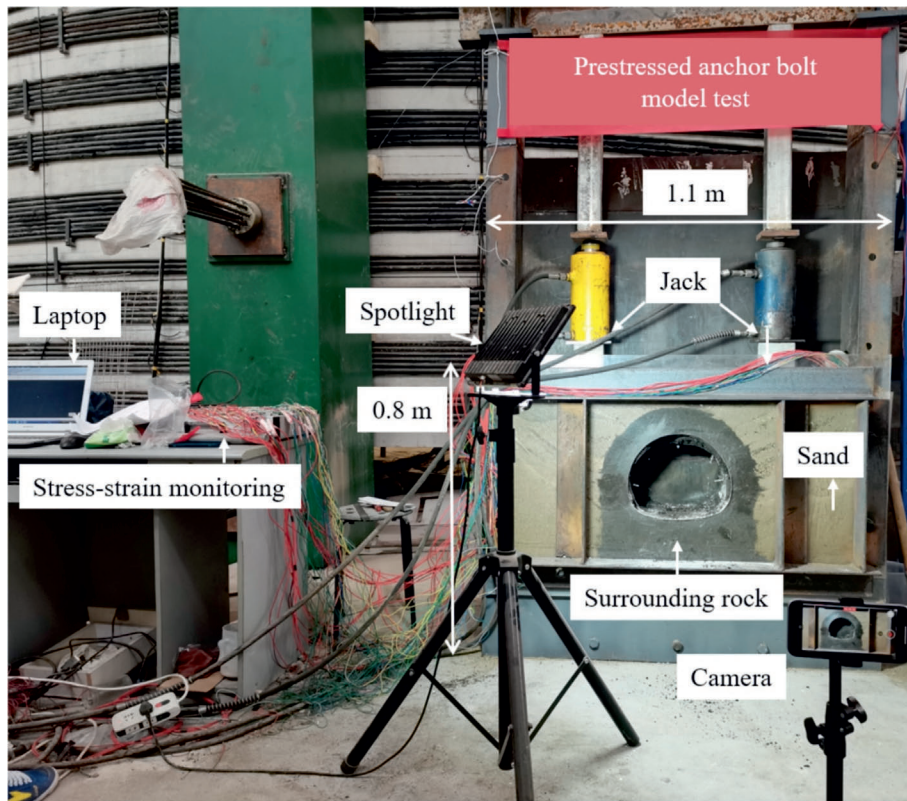 Prestressed anchor bolt
model test
1.1 m
Jack
Laptop
Spotlight
0.8 m
Sand
Stress-strain monitoring
Surrounding rock
Camera